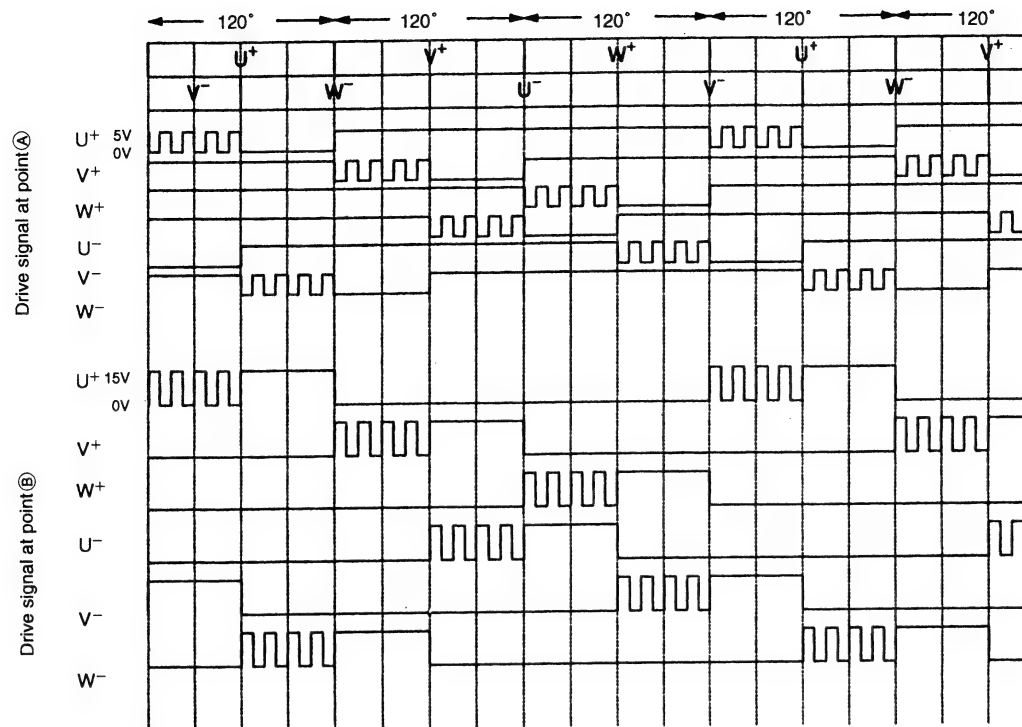 120° 120° 120° 120° 120°
U⁺ V⁺ W⁺ U⁺ V⁺
V⁻ W⁻ U⁻ V⁻ W⁻
Drive signal at point Ⓐ
U⁺ 5V
0V
V⁺
W⁺
U⁻
V⁻
W⁻
Drive signal at point Ⓑ
U⁺ 15V
0V
V⁺
W⁺
U⁻
V⁻
W⁻